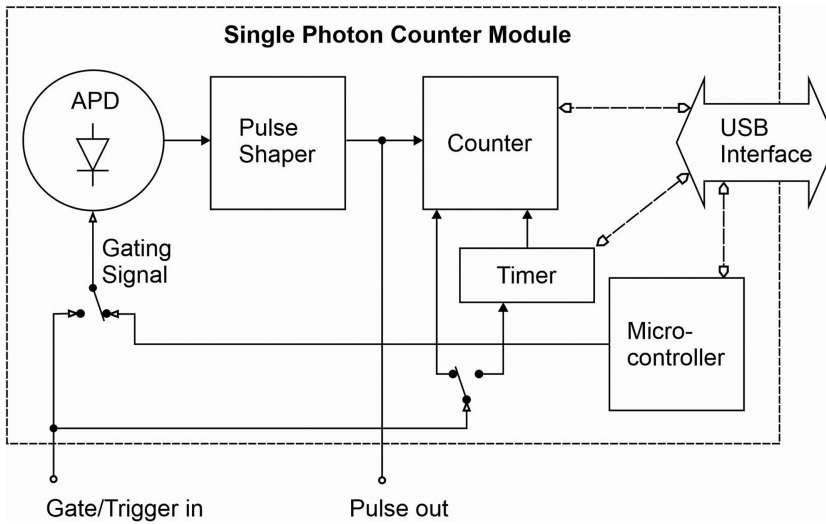 Single Photon Counter Module
APD
Pulse
Shaper
Counter
USB
Interface
Gating
Signal
Timer
Micro-
controller
Gate/Trigger in
Pulse out